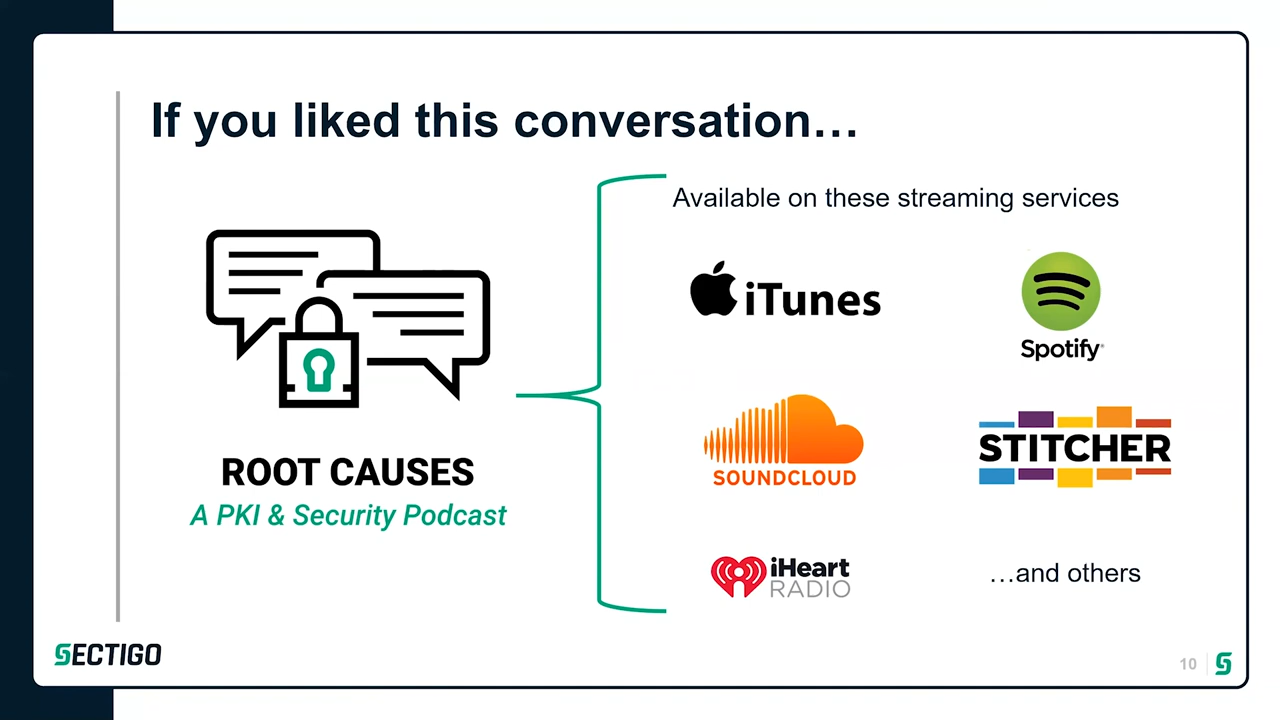 If you liked this conversation…
Available on these streaming services
iTunes
Spotify®
SOUNDCLOUD
STITCHER
iHeart
RADIO
…and others
ROOT CAUSES
A PKI & Security Podcast
SECTIGO
10
S